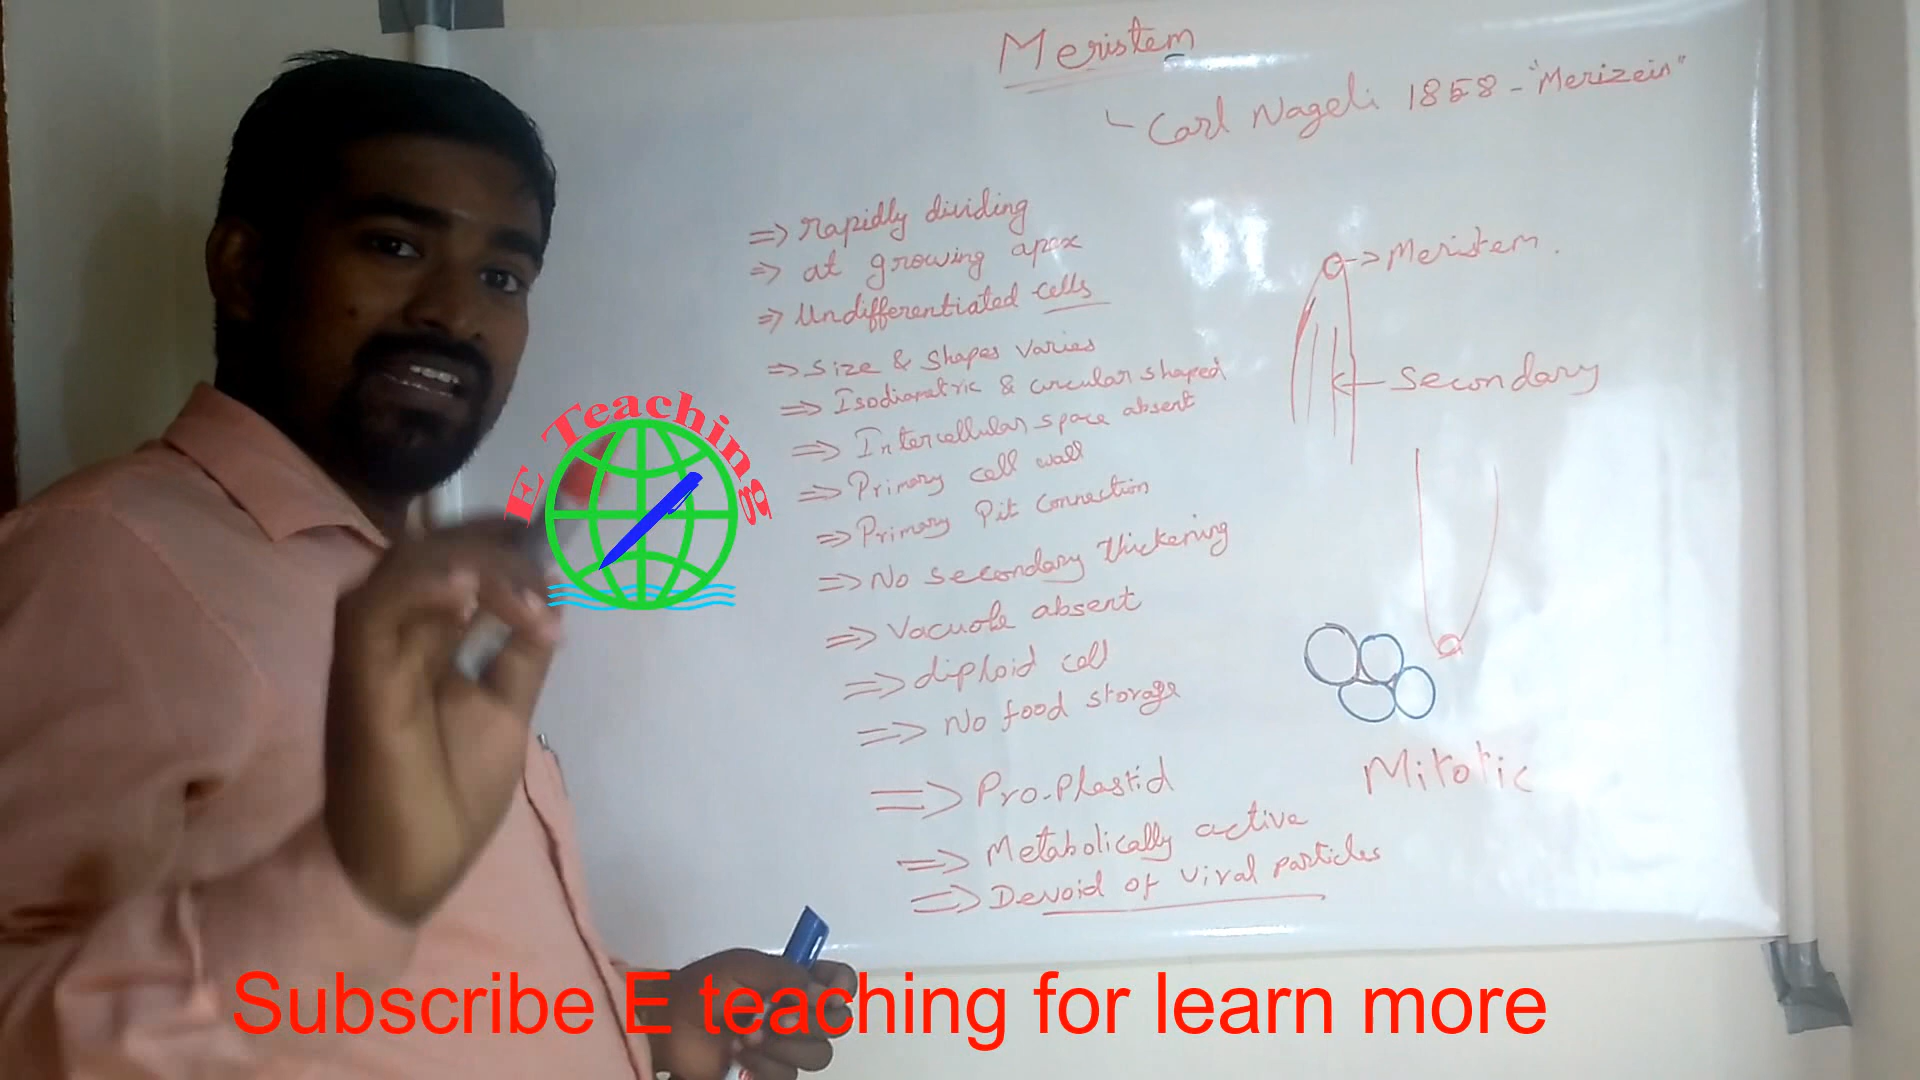 Meristem
Carl Nageli 1858 - "Merizein"
⇒ rapidly dividing
⇒ at growing apex
⇒ Undifferentiated cells
⇒ Size & Shapes varies
⇒ Isodiametric & circular shaped
⇒ Intercellular space absent
⇒ Primary cell wall
⇒ Primary Pit Connection
⇒ No secondary thickening
⇒ Vacuole absent
⇒ diploid cell
⇒ No food storage
⇒ Pro-Plastid
⇒ Metabolically active
⇒ Devoid of viral particles
-> Meristem.
Secondary
Mitotic
E Teaching
Subscribe E teaching for learn more